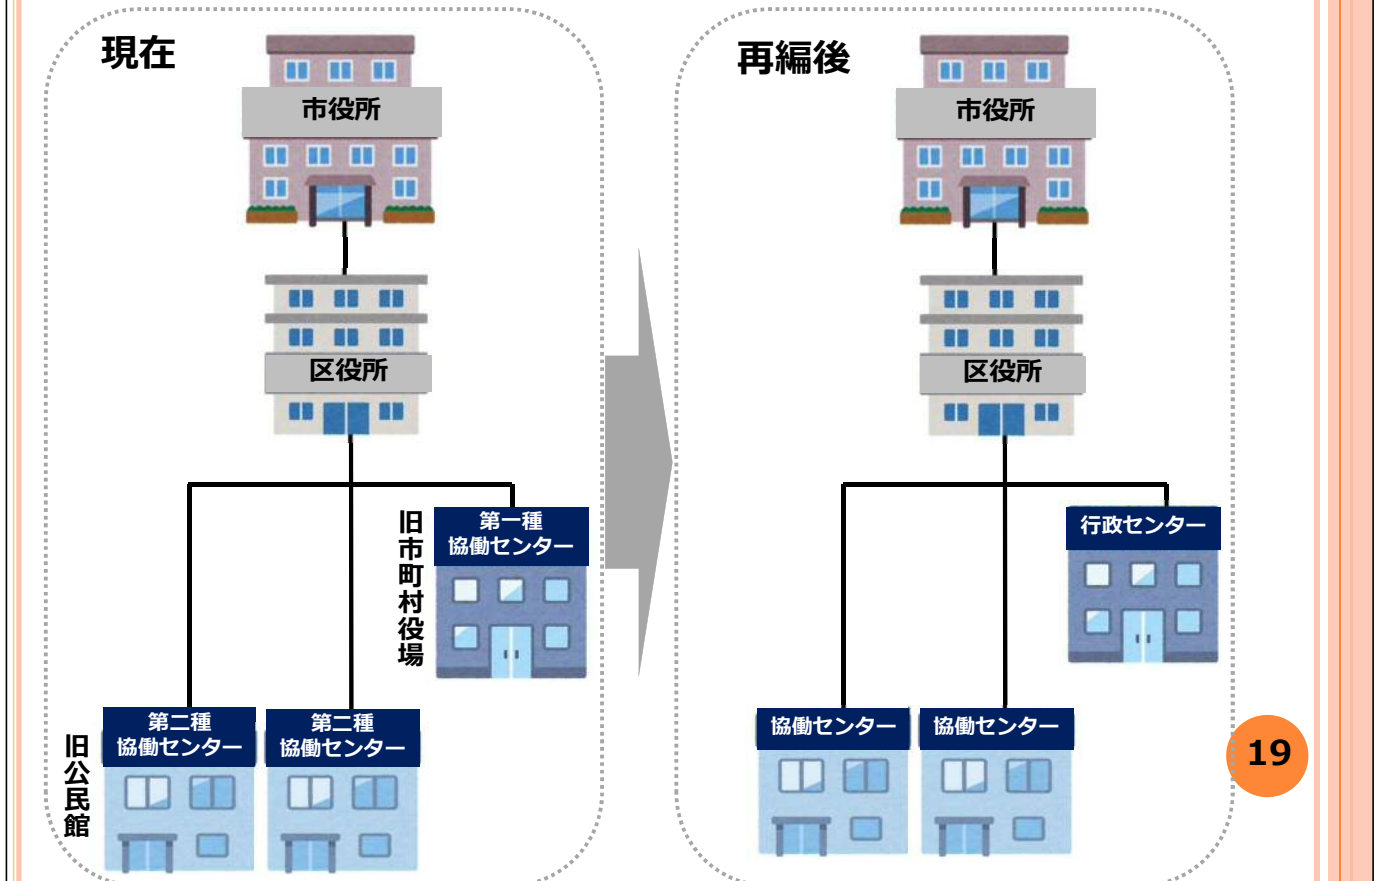 現在
市役所
区役所
旧市町村役場
第一種
協働センター
旧公民館
第二種
協働センター
第二種
協働センター
再編後
市役所
区役所
行政センター
協働センター
協働センター
19